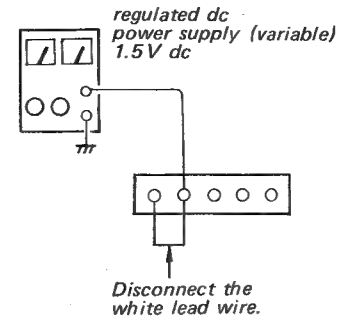 regulated dc
power supply (variable)
1.5V dc
Disconnect the
white lead wire.